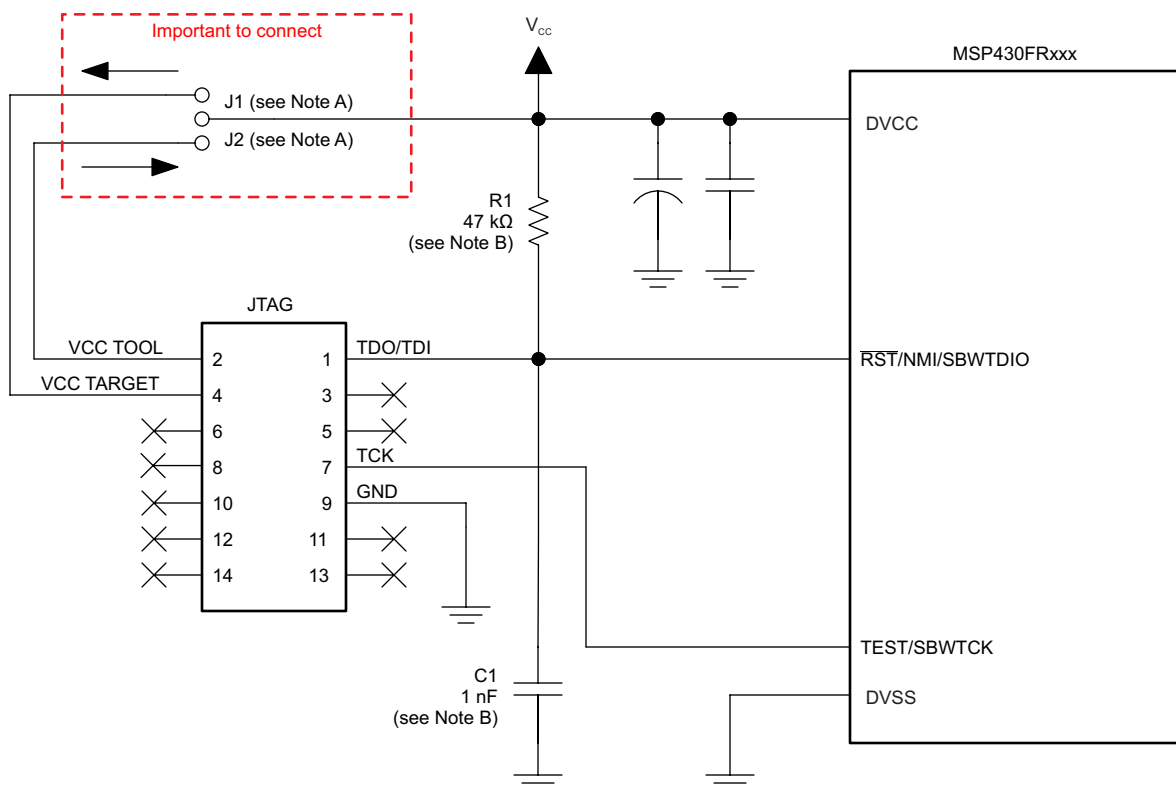 Important to connect
V_CC
MSP430FRxxx
J1 (see Note A)
J2 (see Note A)
DVCC
R1
47 kΩ
(see Note B)
JTAG
VCC TOOL
2
1
TDO/TDI
R̅S̅T̅/NMI/SBWTDIO
VCC TARGET
4
3
6
5
8
7
TCK
10
9
GND
12
11
14
13
TEST/SBWTCK
C1
1 nF
(see Note B)
DVSS